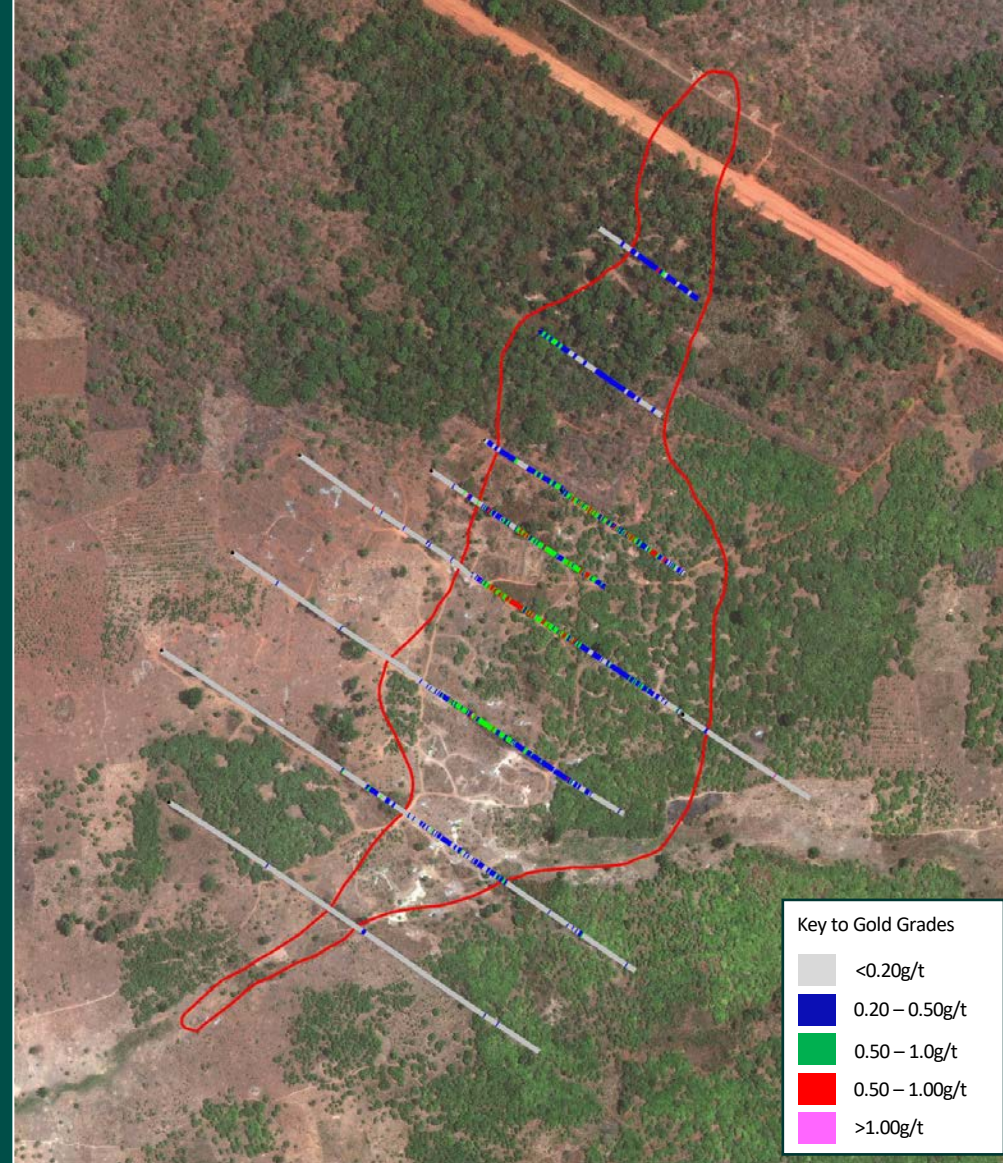 Key to Gold Grades
<0.20g/t
0.20 – 0.50g/t
0.50 – 1.0g/t
0.50 – 1.00g/t
>1.00g/t